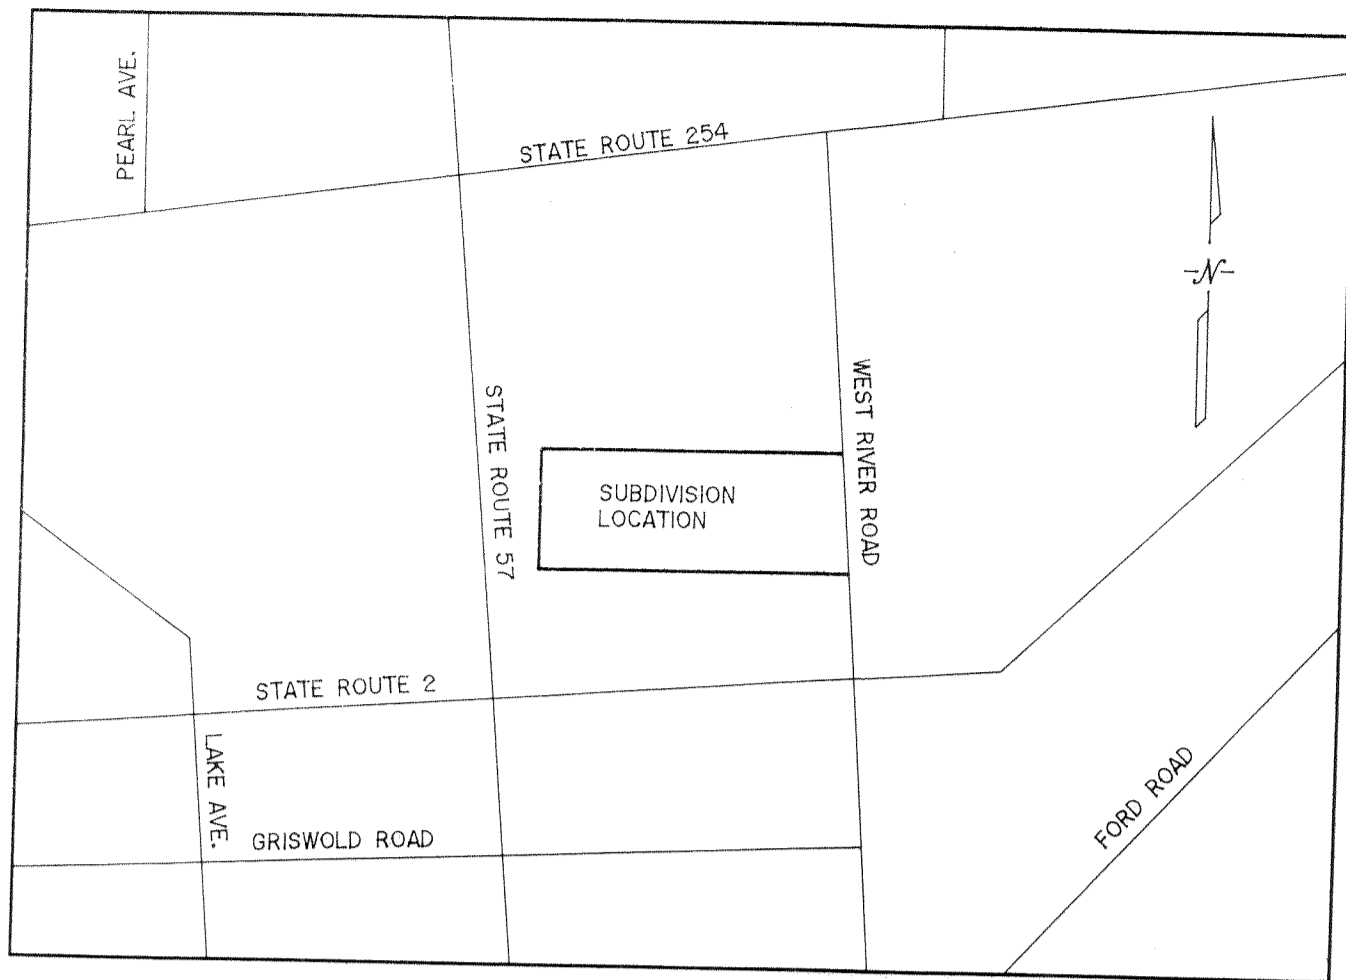 PEARL AVE.
STATE ROUTE 254
-N-
STATE ROUTE 57
WEST RIVER ROAD
SUBDIVISION
LOCATION
STATE ROUTE 2
LAKE AVE.
GRISWOLD ROAD
FORD ROAD